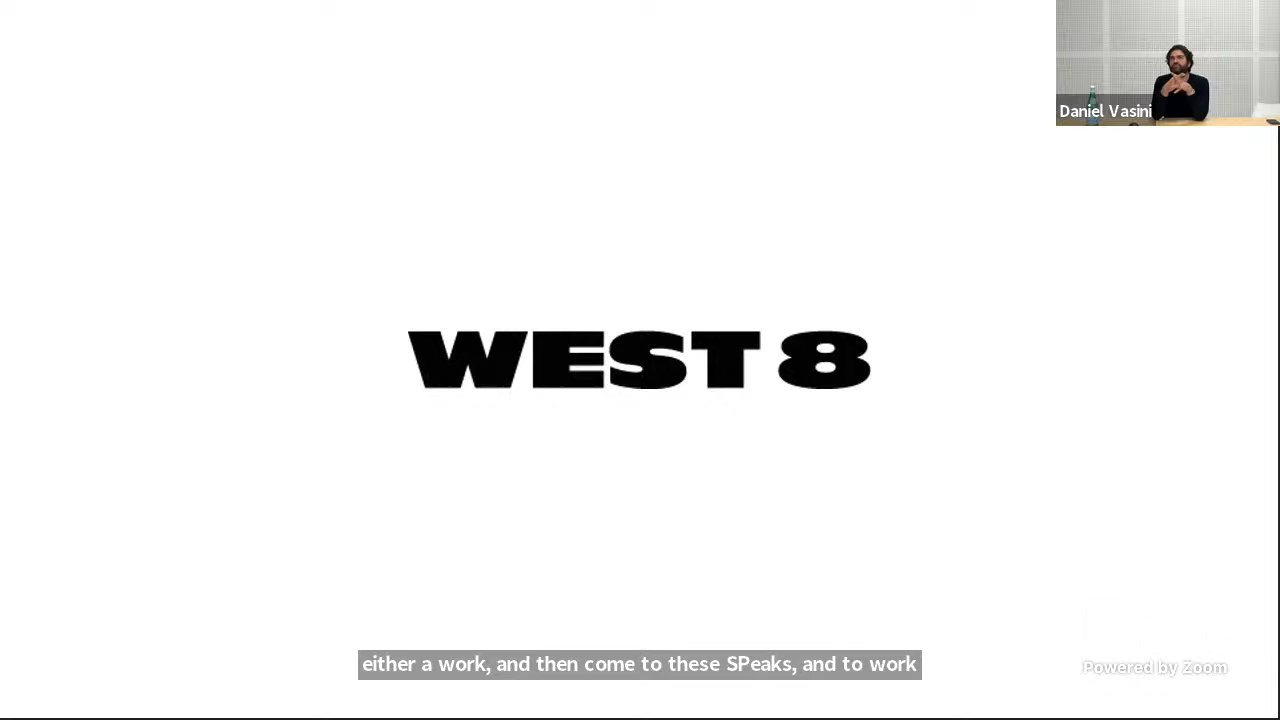 Daniel Vasini
WEST 8
either a work, and then come to these SPeaks, and to work
Powered by Zoom